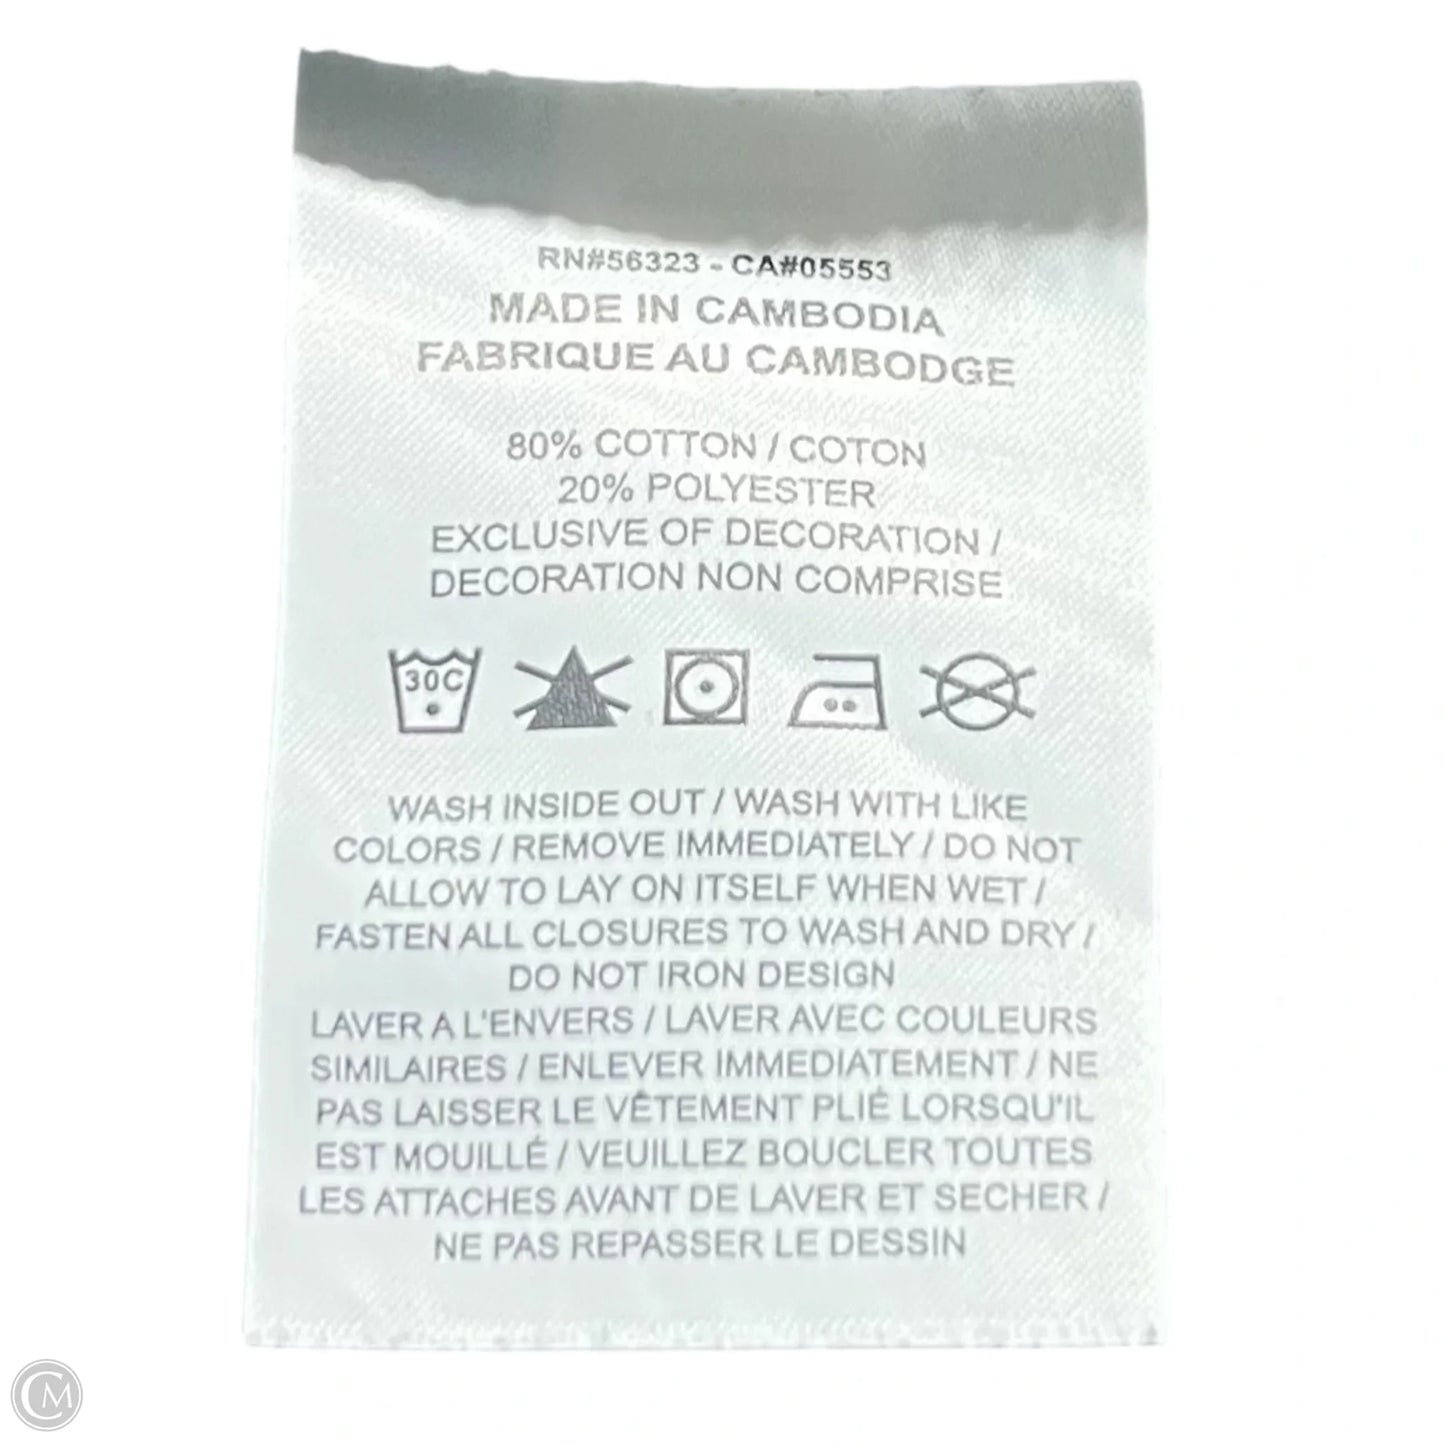 RN#56323 - CA#05553
MADE IN CAMBODIA
FABRIQUE AU CAMBODGE
80% COTTON / COTON
20% POLYESTER
EXCLUSIVE OF DECORATION /
DECORATION NON COMPRISE
30C
WASH INSIDE OUT / WASH WITH LIKE
COLORS / REMOVE IMMEDIATELY / DO NOT
ALLOW TO LAY ON ITSELF WHEN WET /
FASTEN ALL CLOSURES TO WASH AND DRY /
DO NOT IRON DESIGN
LAVER A L'ENVERS / LAVER AVEC COULEURS
SIMILAIRES / ENLEVER IMMEDIATEMENT / NE
PAS LAISSER LE VÊTEMENT PLIÉ LORSQU'IL
EST MOUILLÉ / VEUILLEZ BOUCLER TOUTES
LES ATTACHES AVANT DE LAVER ET SECHER /
NE PAS REPASSER LE DESSIN
CM